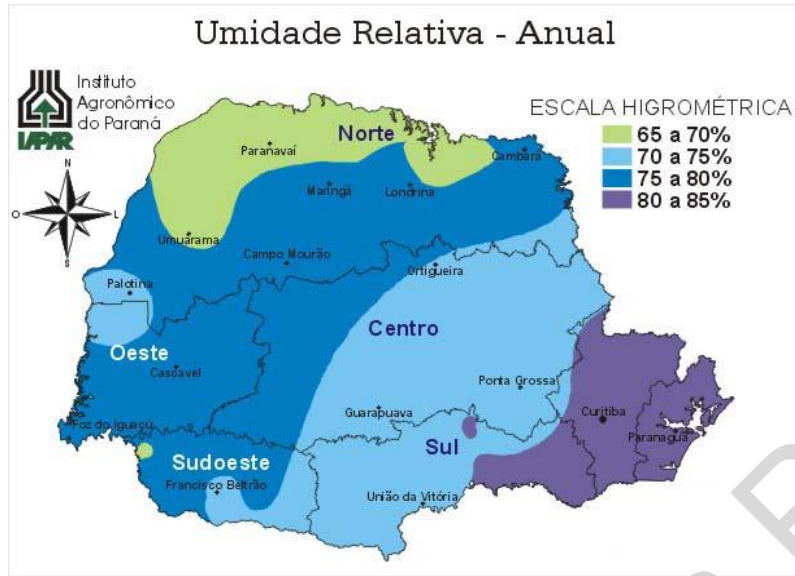 Umidade Relativa - Anual
Instituto
Agronômico
do Paraná
IAPAR
N
O
L
S
ESCALA HIGROMÉTRICA
65 a 70%
70 a 75%
75 a 80%
80 a 85%
Norte
Paranavaí
Cambará
Maringá
Londrina
Umuarama
Campo Mourão
Ortigueira
Palotina
Centro
Oeste
Cascavel
Ponta Grossa
Guarapuava
Curitiba
Foz do Iguaçú
Paranaguá
Sul
Sudoeste
Francisco Beltrão
União da Vitória